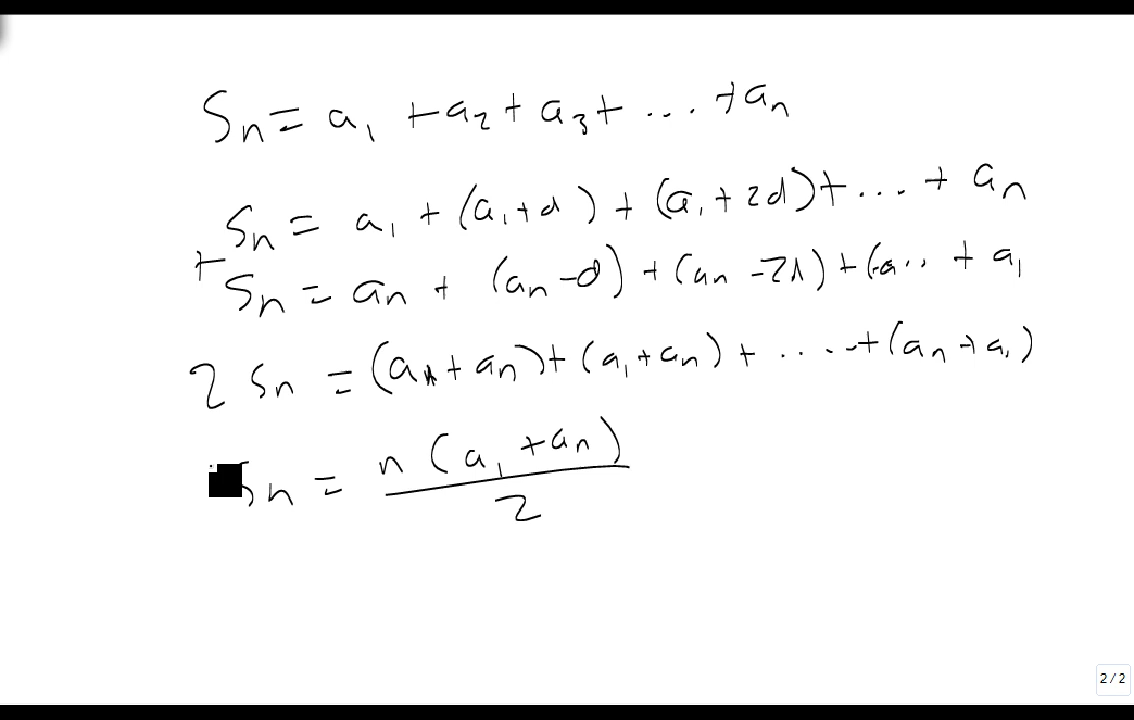 Sn = a₁ + a₂ + a₃ + ... + an
Sn = a₁ + (a₁ + d) + (a₁ + 2d) + ... + an
+
Sn = an + (an - d) + (an - 2d) + (a.. + a₁
2 Sn = (a₁ + an) + (a₁ + an) + .... + (an + a₁)
Sn = n (a₁ + an) / 2
2/2